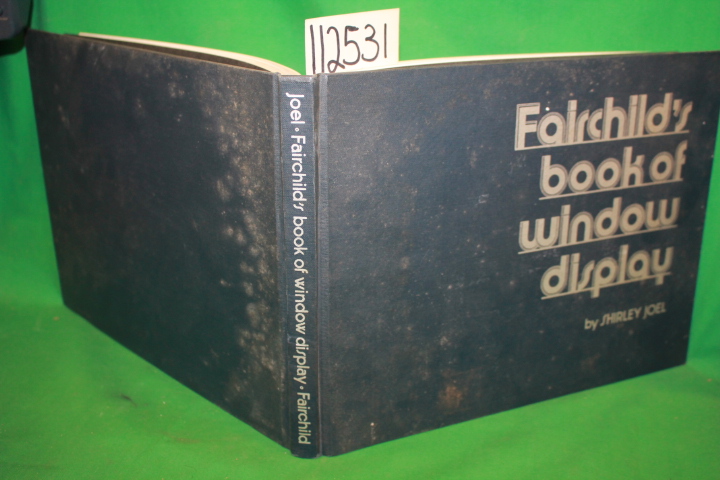 112531
Joel • Fairchild's book of window display • Fairchild
Fairchild's
book of
window
display
by SHIRLEY JOEL